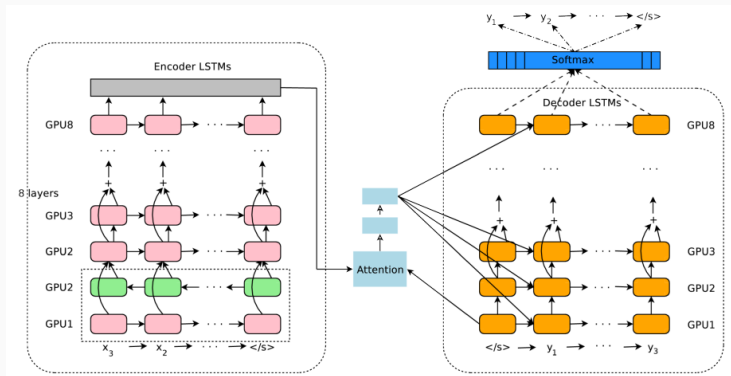 y1 y2 · · · </s>
Softmax
Encoder LSTMs
Decoder LSTMs
GPU8 · · · · · · GPU8
· · · · · · · · · · · ·
+ + + + + +
8 layers
GPU3 · · · · · · GPU3
GPU2 · · · · · · GPU2
Attention
GPU2 · · ·
GPU1 · · · · · · GPU1
x3 x2 · · · </s>
</s> y1 · · · y3